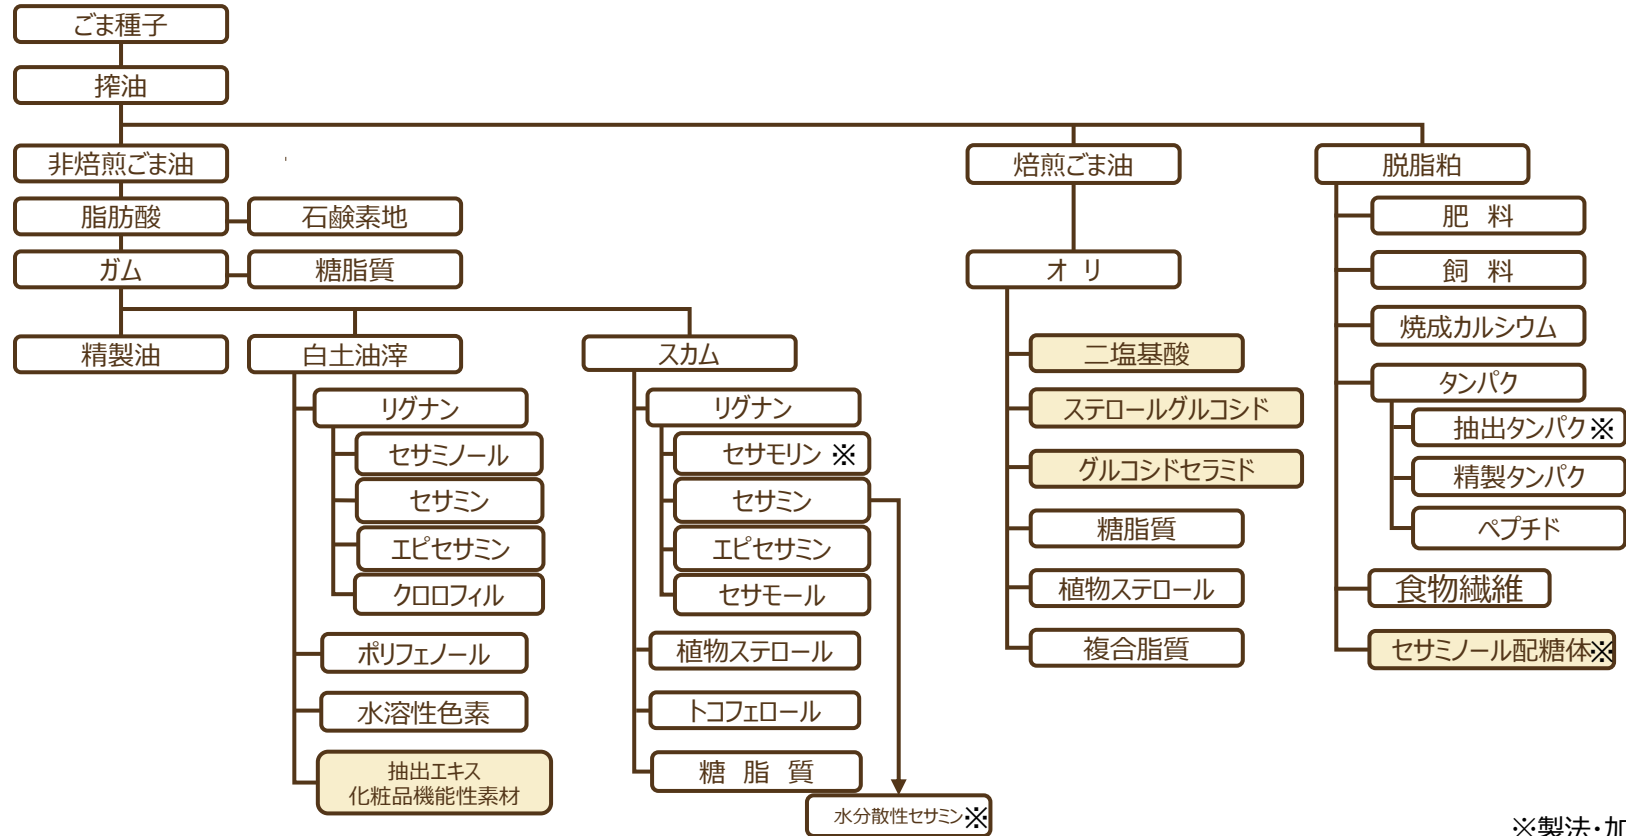 ごま種子
搾油
非焙煎ごま油
焙煎ごま油
脱脂粕
脂肪酸
石鹸素地
肥 料
ガム
糖脂質
オ リ
飼 料
精製油
白土油滓
スカム
二塩基酸
焼成カルシウム
リグナン
リグナン
ステロールグルコシド
タンパク
セサミノール
セサモリン ※
グルコシドセラミド
抽出タンパク※
セサミン
セサミン
精製タンパク
エピセサミン
エピセサミン
糖脂質
ペプチド
クロロフィル
セサモール
植物ステロール
食物繊維
ポリフェノール
植物ステロール
複合脂質
セサミノール配糖体※
水溶性色素
トコフェロール
抽出エキス
化粧品機能性素材
糖 脂 質
水分散性セサミン※
※製法・加